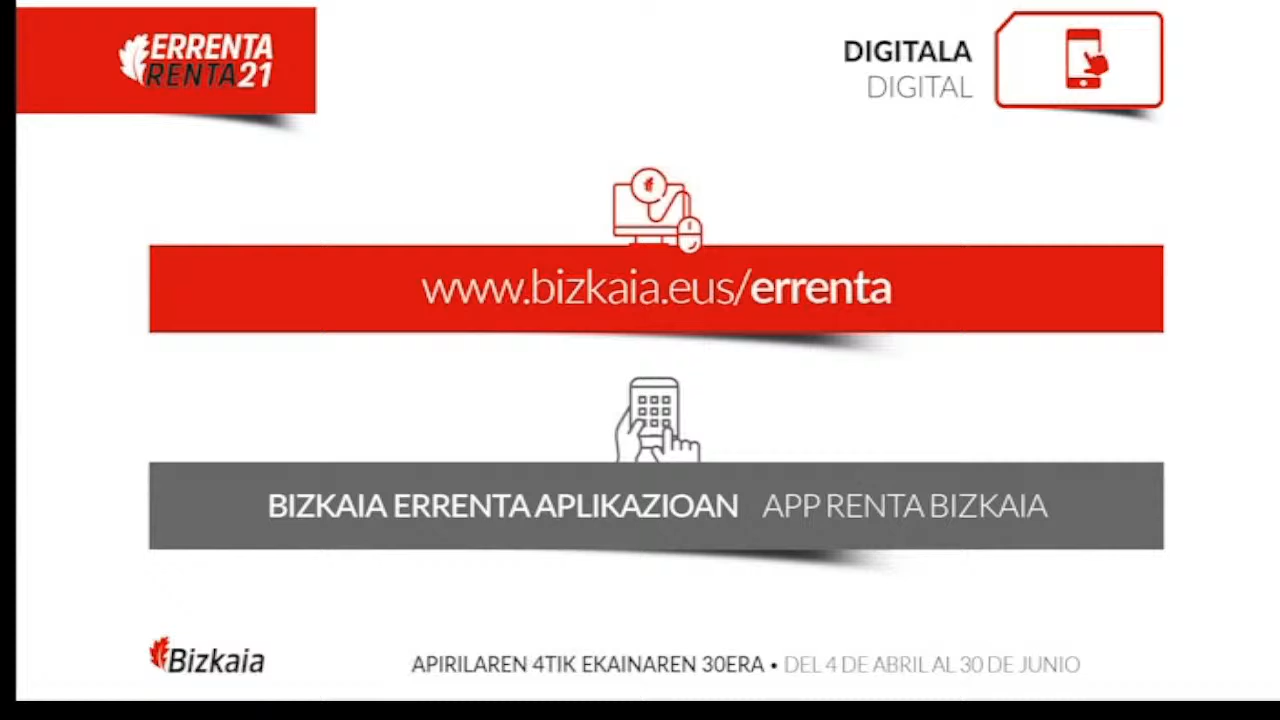 ERRENTA
RENTA21
DIGITALA
DIGITAL
www.bizkaia.eus/errenta
BIZKAIA ERRENTA APLIKAZIOAN APP RENTA BIZKAIA
Bizkaia
APIRILAREN 4TIK EKAINAREN 30ERA • DEL 4 DE ABRIL AL 30 DE JUNIO